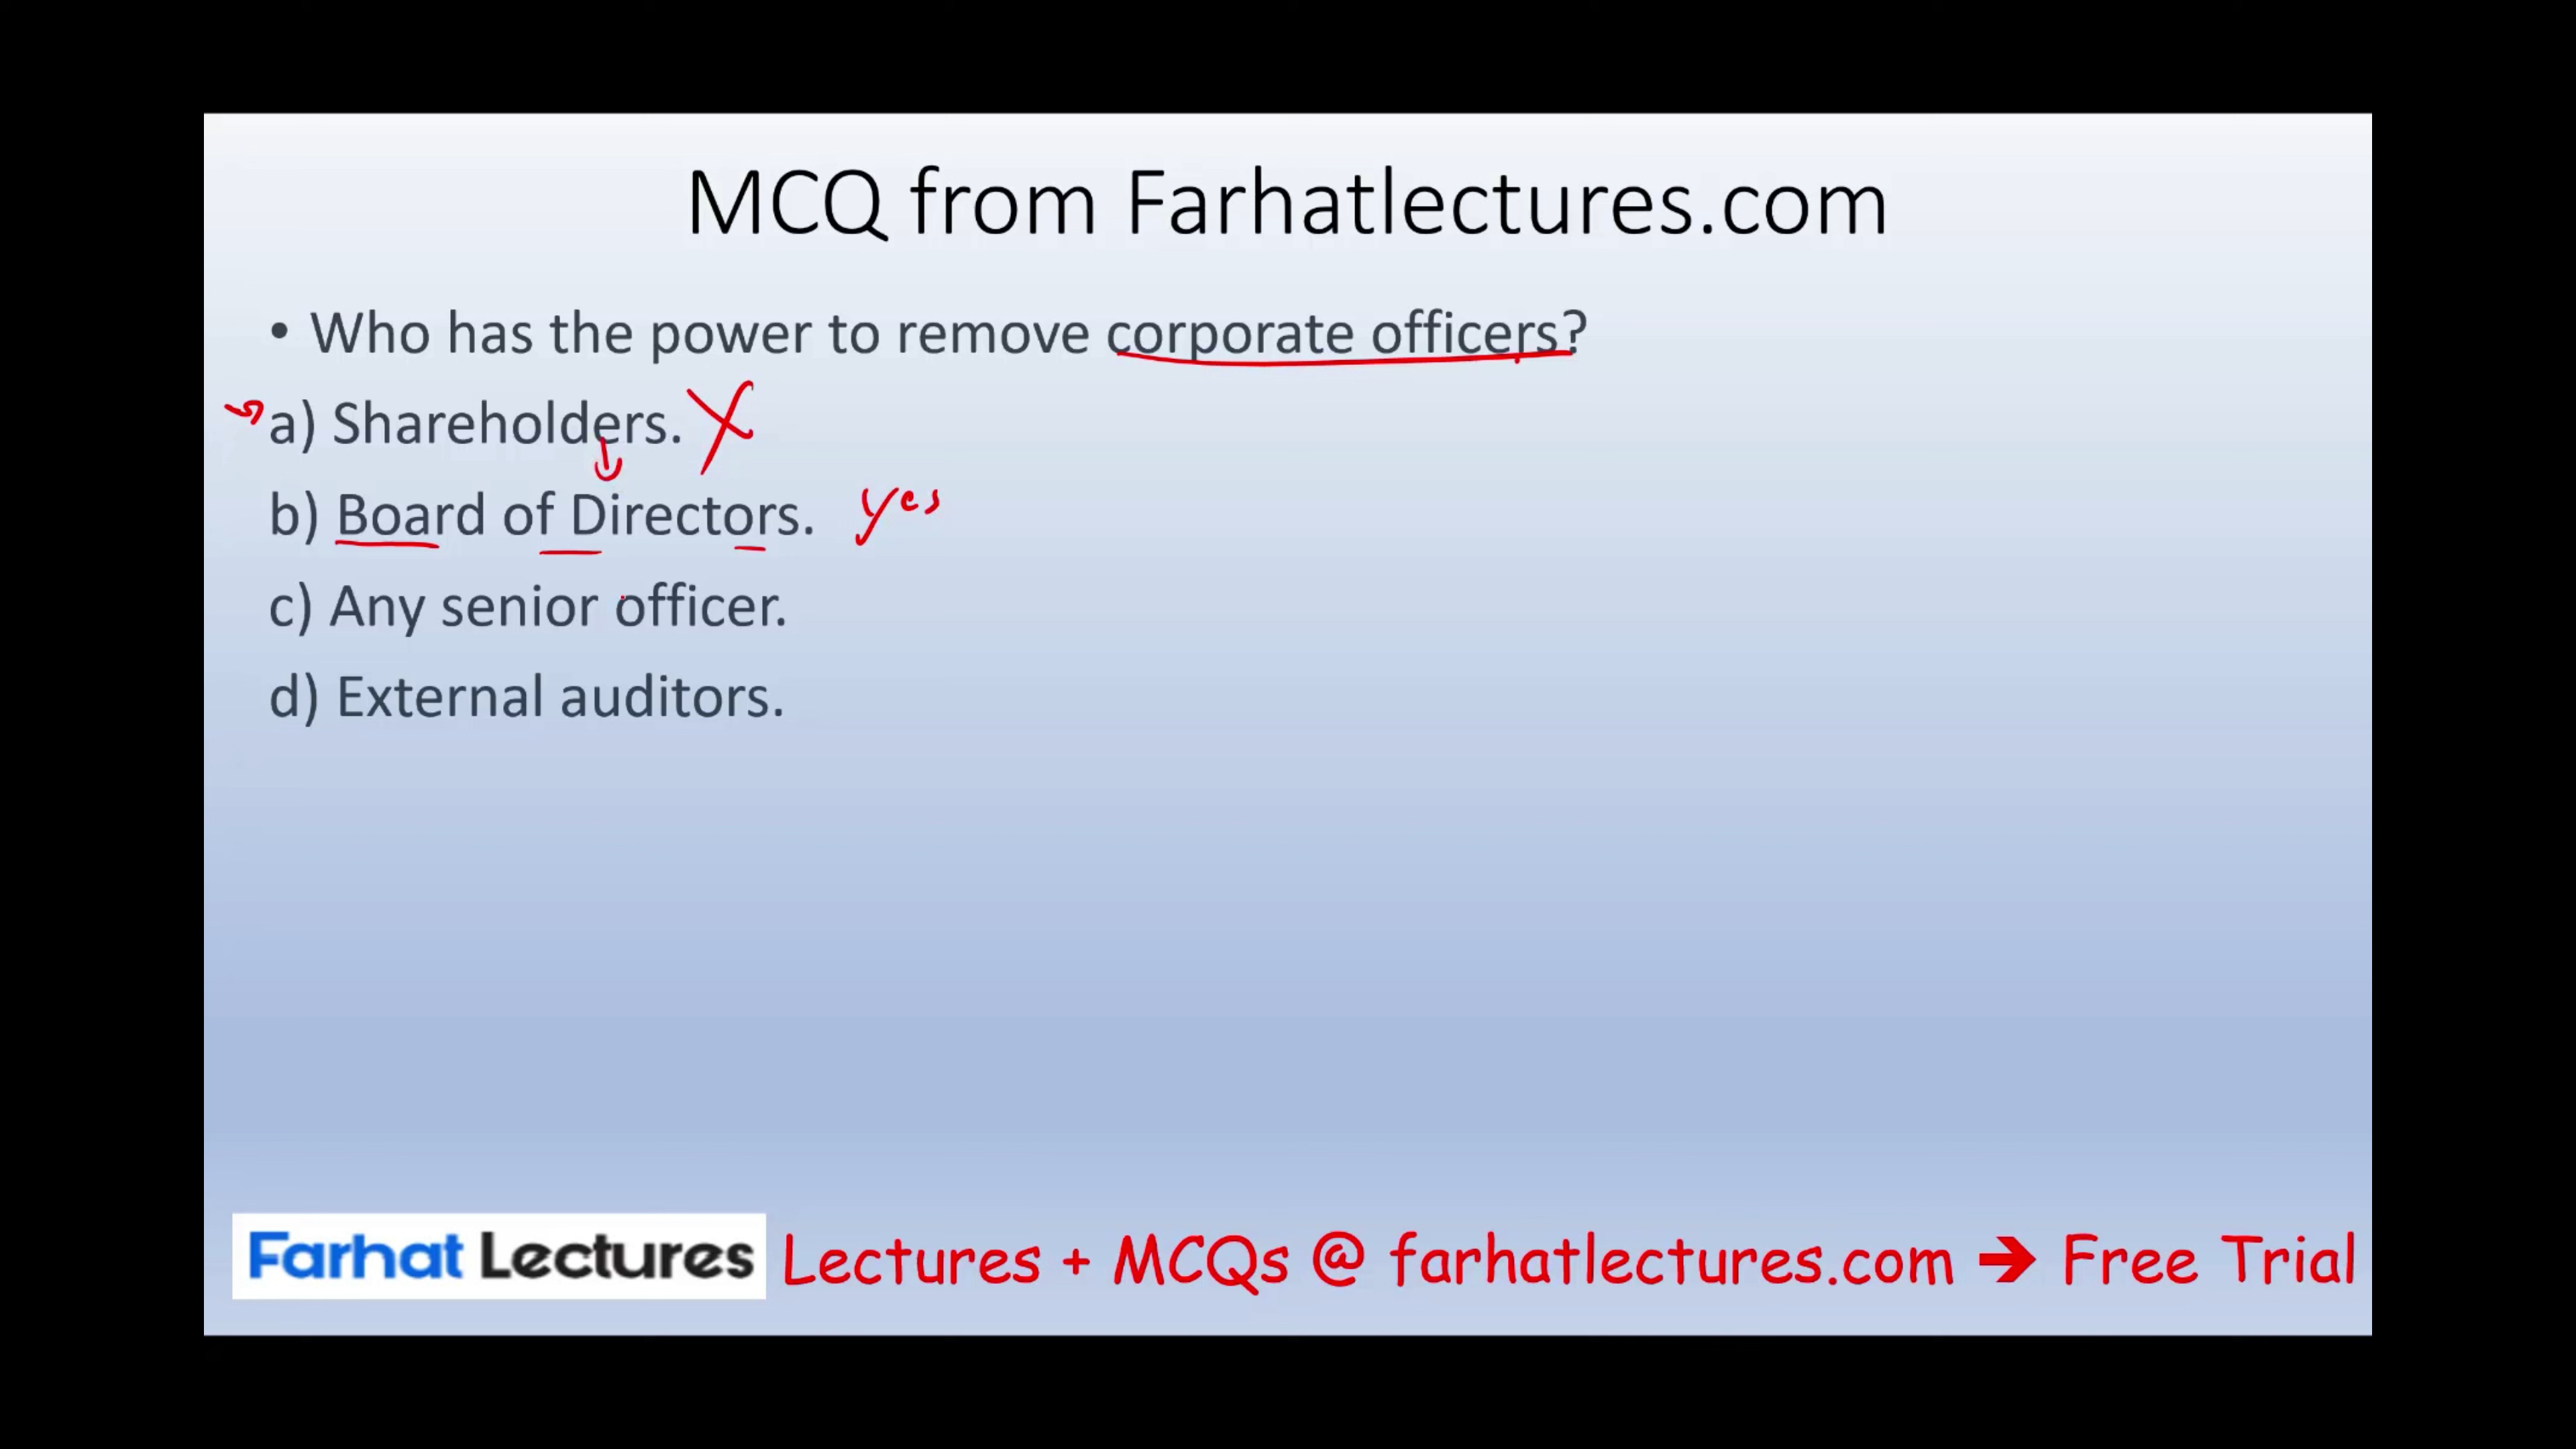 MCQ from Farhatlectures.com
• Who has the power to remove corporate officers?
a) Shareholders.
b) Board of Directors. yes
c) Any senior officer.
d) External auditors.
Farhat Lectures Lectures + MCQs @ farhatlectures.com ➔ Free Trial